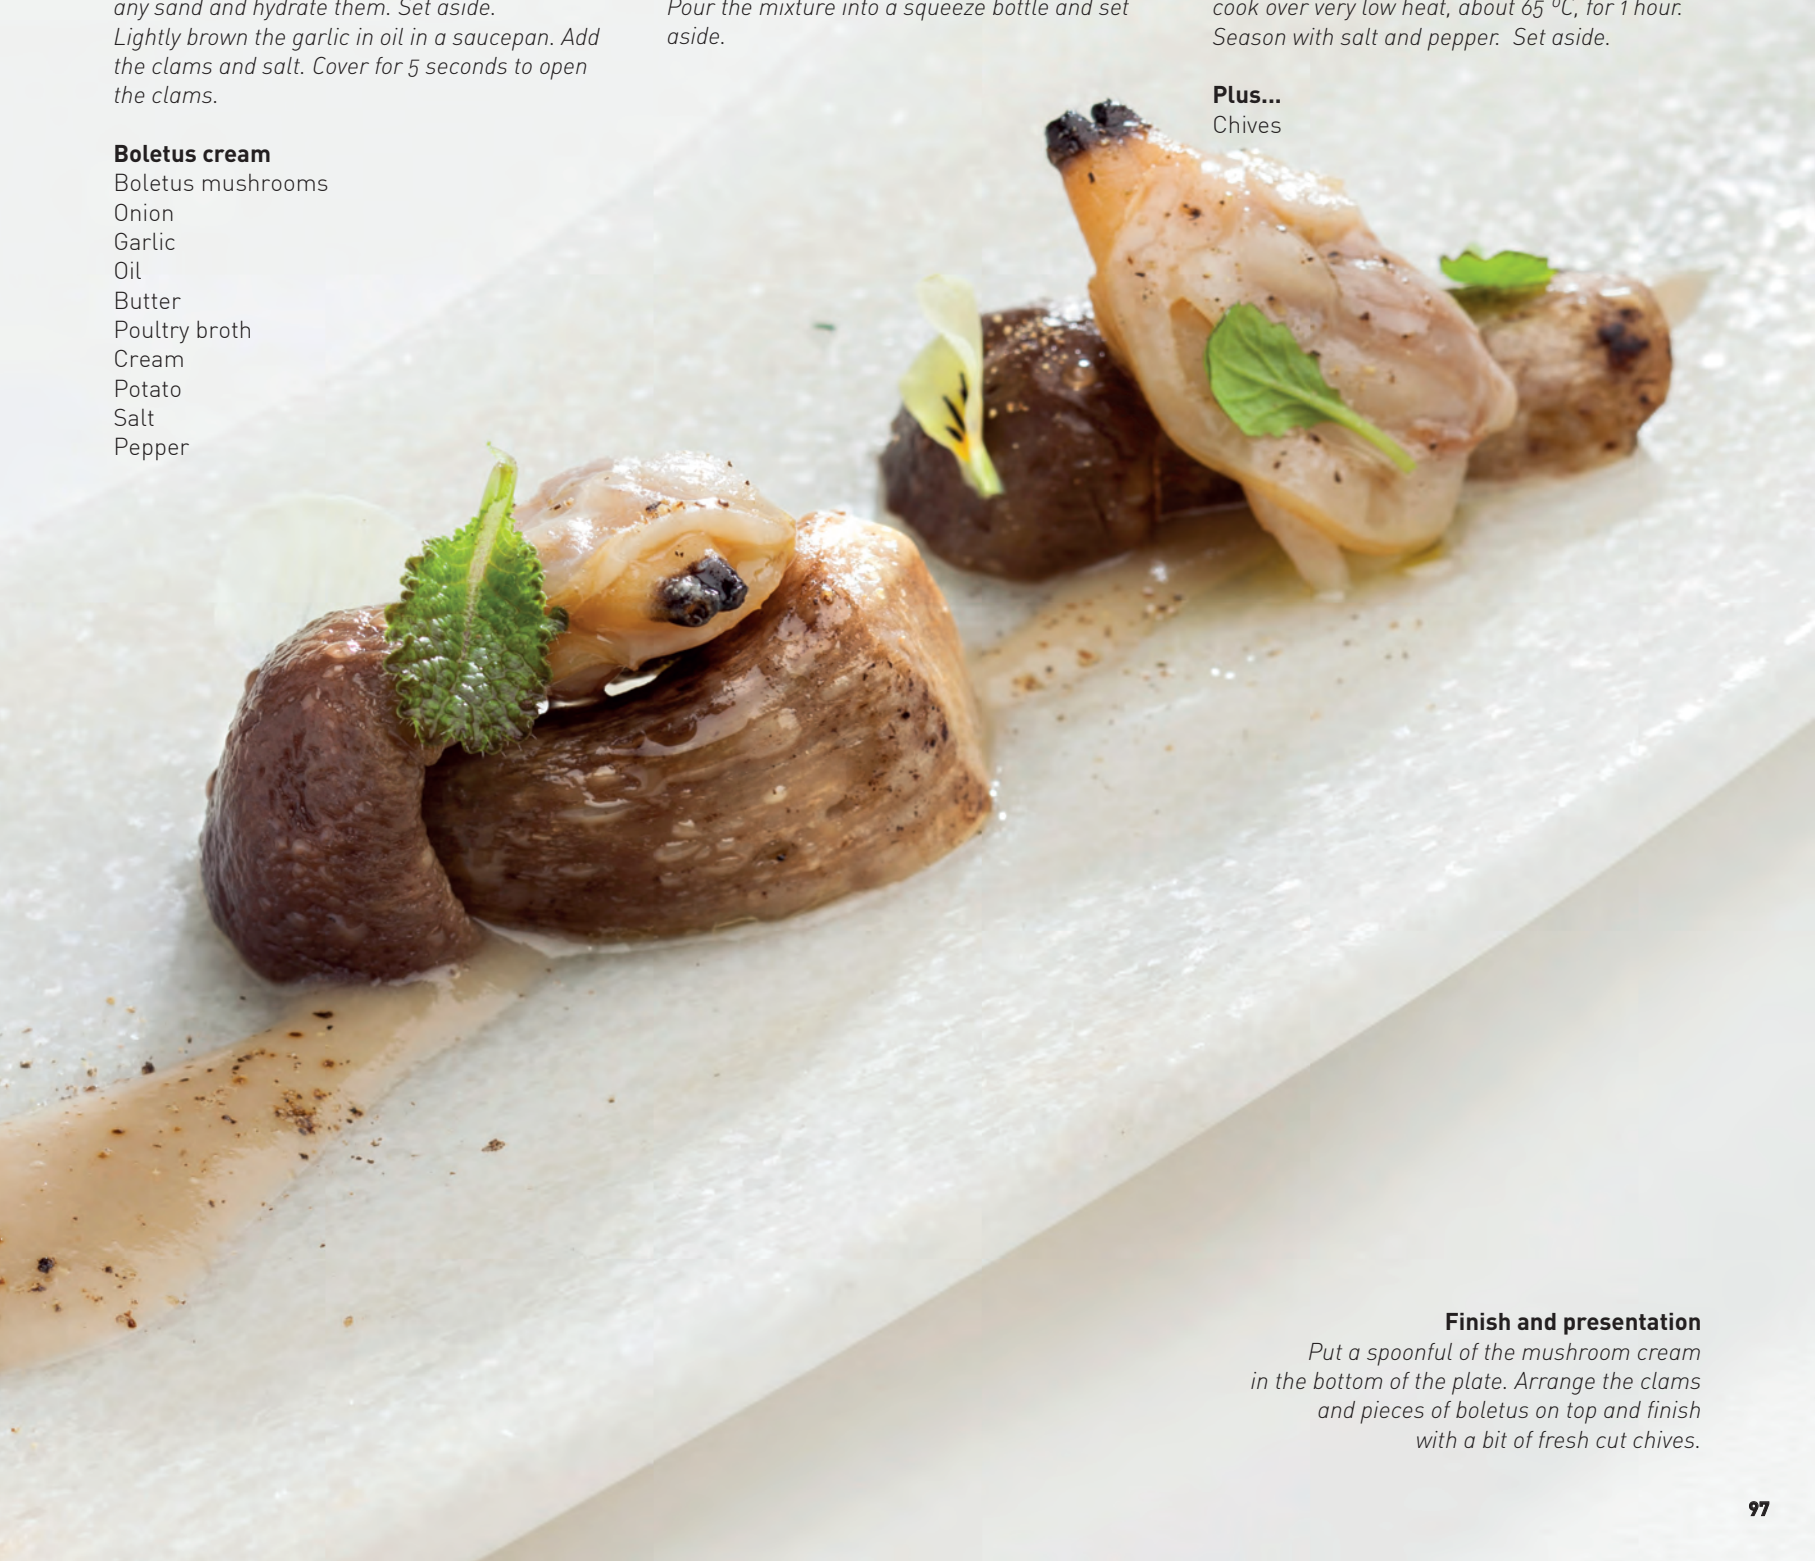 any sand and hydrate them. Set aside.
Lightly brown the garlic in oil in a saucepan. Add
the clams and salt. Cover for 5 seconds to open
the clams.
Boletus cream
Boletus mushrooms
Onion
Garlic
Oil
Butter
Poultry broth
Cream
Potato
Salt
Pepper
Pour the mixture into a squeeze bottle and set
aside.
cook over very low heat, about 65 ºC, for 1 hour.
Season with salt and pepper. Set aside.
Plus...
Chives
Finish and presentation
Put a spoonful of the mushroom cream
in the bottom of the plate. Arrange the clams
and pieces of boletus on top and finish
with a bit of fresh cut chives.
97